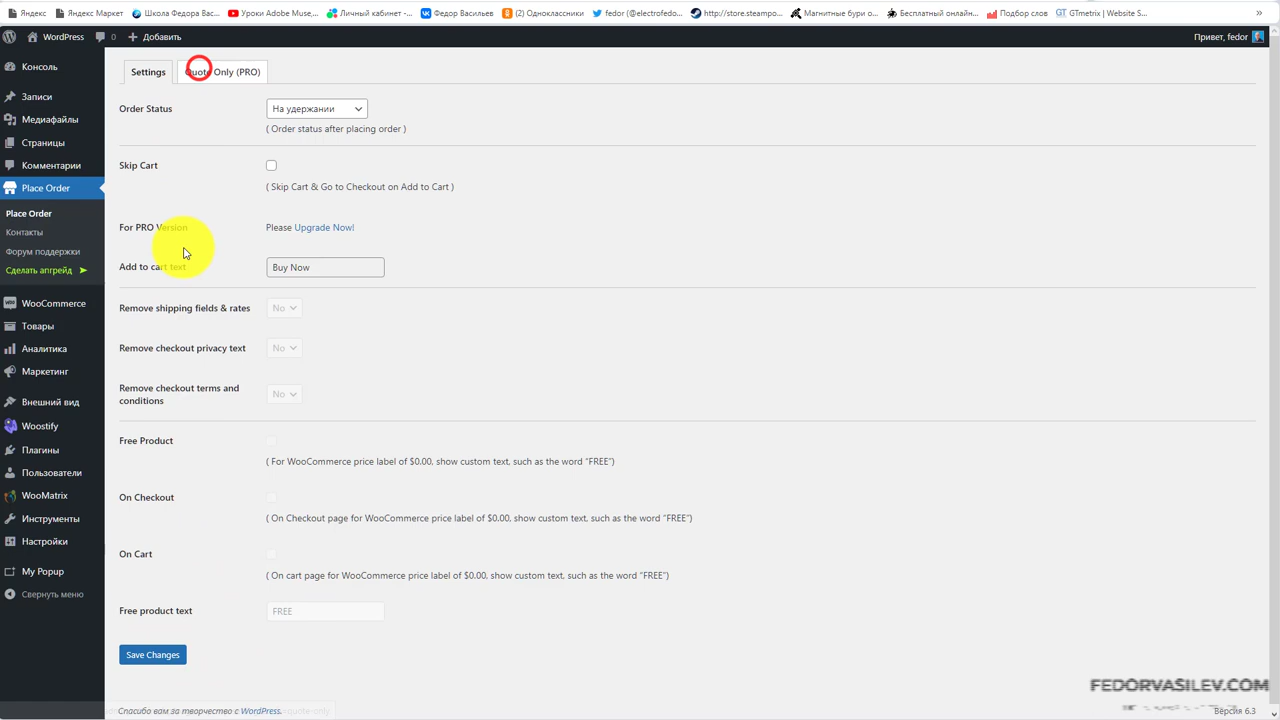 Яндекс Яндекс Маркет Школа Федора Вас... Уроки Adobe Muse,... Личный кабинет -... Федор Васильев (2) Одноклассники fedor (@electrofedo... http://store.steampo... Магнитные бури о... Бесплатный онлайн... Подбор слов GTmetrix | Website S... »
WordPress 0 Добавить Привет, fedor
Settings Quote Only (PRO)
Консоль
Записи
Медиафайлы
Страницы
Комментарии
Place Order
Place Order
Контакты
Форум поддержки
Сделать апгрейд ➤
WooCommerce
Товары
Аналитика
Маркетинг
Внешний вид
Woostify
Плагины
Пользователи
WooMatrix
Инструменты
Настройки
My Popup
Свернуть меню
Order Status На удержании
( Order status after placing order )
Skip Cart
( Skip Cart & Go to Checkout on Add to Cart )
For PRO Version Please Upgrade Now!
Add to cart text Buy Now
Remove shipping fields & rates No
Remove checkout privacy text No
Remove checkout terms and
conditions No
Free Product
( For WooCommerce price label of $0.00, show custom text, such as the word “FREE”)
On Checkout
( On Checkout page for WooCommerce price label of $0.00, show custom text, such as the word “FREE”)
On Cart
( On cart page for WooCommerce price label of $0.00, show custom text, such as the word “FREE”)
Free product text FREE
Save Changes
FEDORVASILEV.COM
Спасибо вам за творчество с WordPress. Версия 6.3